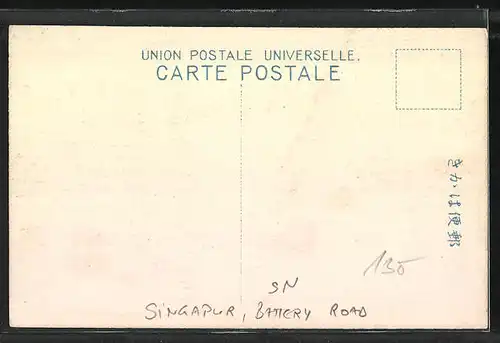 UNION POSTALE UNIVERSELLE.
CARTE POSTALE
きかは便郵
130
SN
SINGAPUR, BATTERY ROAD